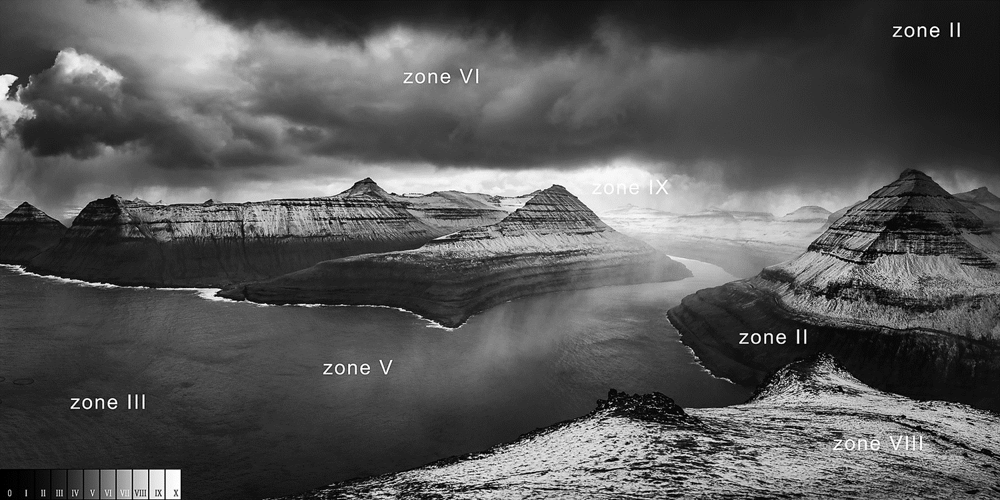 zone II
zone VI
zone IX
zone II
zone V
zone III
zone VIII
0 I II III IV V VI VII VIII IX X